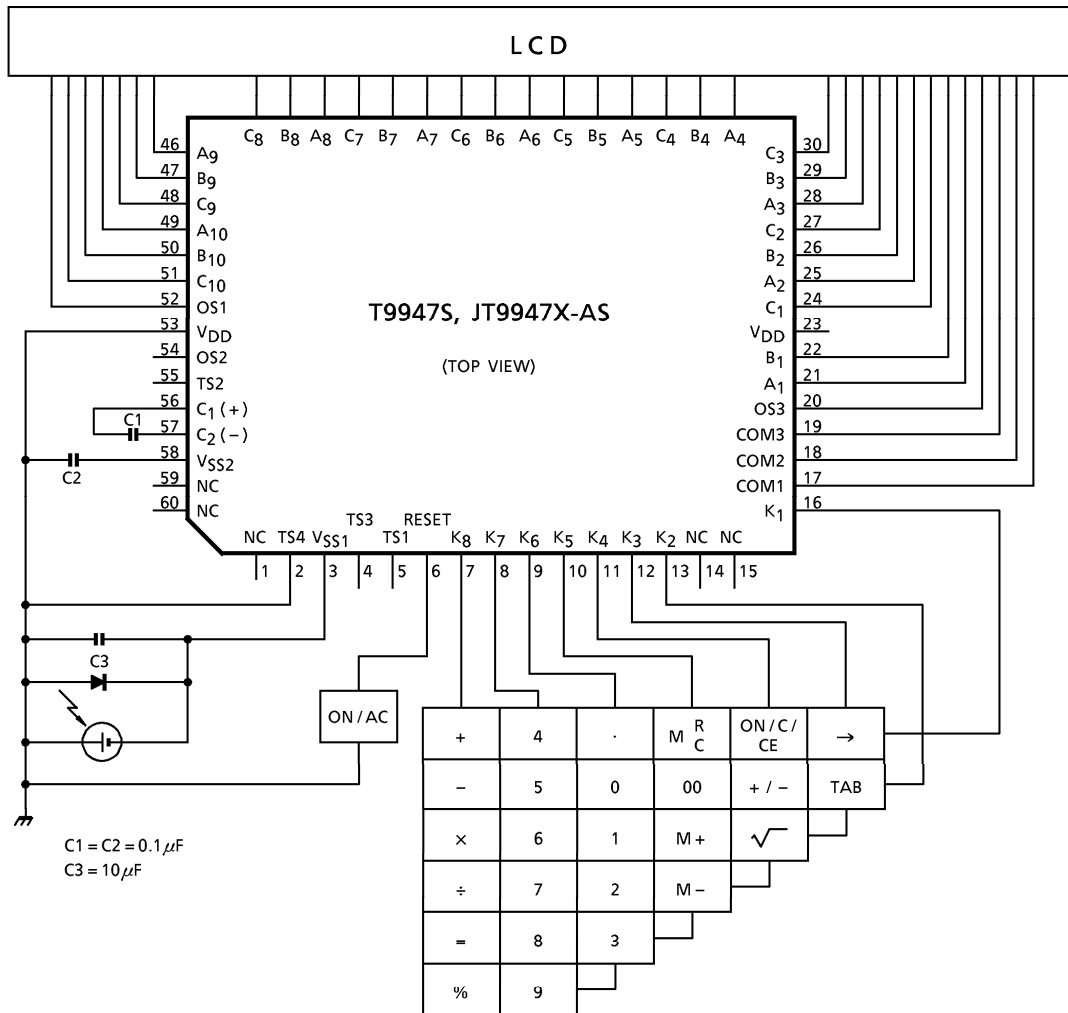 LCD
C8 B8 A8 C7 B7 A7 C6 B6 A6 C5 B5 A5 C4 B4 A4
46 A9
47 B9
48 C9
49 A10
50 B10
51 C10
52 OS1
53 VDD
54 OS2
55 TS2
56 C1 (+)
57 C2 (−)
58 VSS2
59 NC
60 NC
C1
C2
T9947S, JT9947X-AS
(TOP VIEW)
C3 30
B3 29
A3 28
C2 27
B2 26
A2 25
C1 24
VDD 23
B1 22
A1 21
OS3 20
COM3 19
COM2 18
COM1 17
K1 16
NC TS4 VSS1 TS3 TS1 RESET K8 K7 K6 K5 K4 K3 K2 NC NC
1 2 3 4 5 6 7 8 9 10 11 12 13 14 15
C3
ON / AC
+ 4 · M R C ON / C / CE →
− 5 0 00 + / − TAB
× 6 1 M + √
÷ 7 2 M −
= 8 3
% 9
C1 = C2 = 0.1 μF
C3 = 10 μF